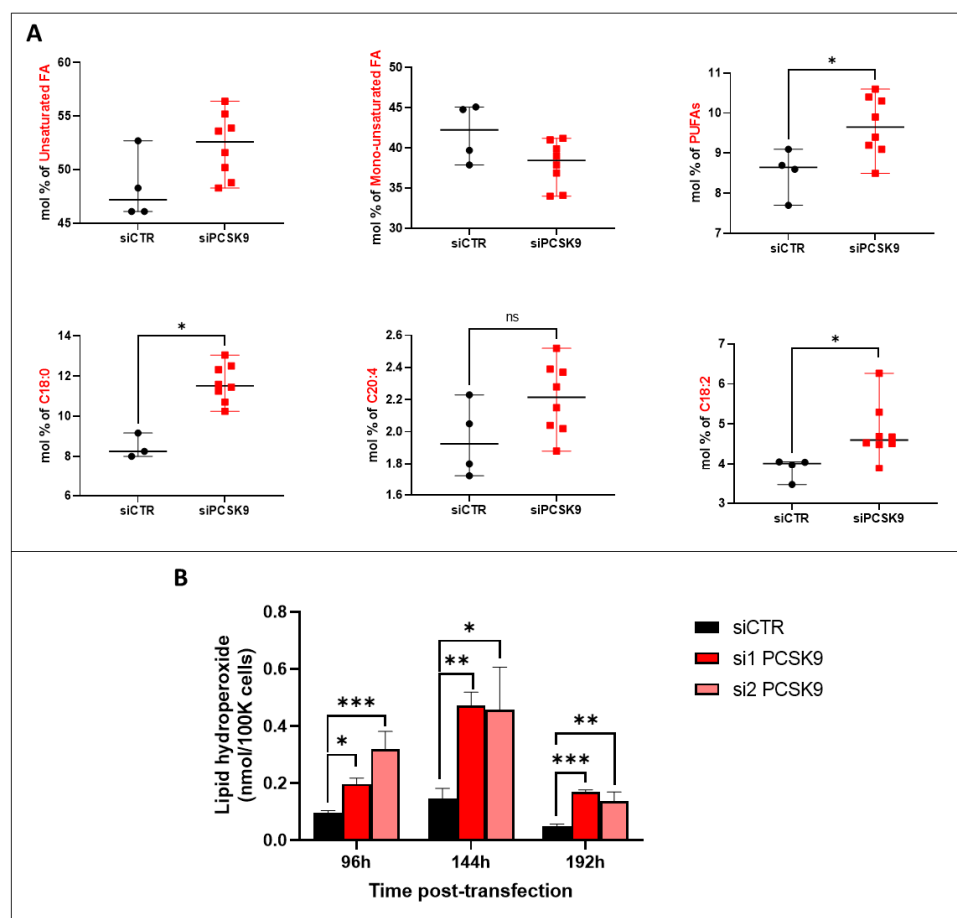 A
mol % of Unsaturated FA
60
55
50
45
siCTR
siPCSK9
mol % of Mono-unsaturated FA
50
45
40
35
30
siCTR
siPCSK9
mol % of PUFAs
11
10
9
8
7
*
siCTR
siPCSK9
mol % of C18:0
14
12
10
8
6
*
siCTR
siPCSK9
mol % of C20:4
2.6
2.4
2.2
2.0
1.8
1.6
ns
siCTR
siPCSK9
mol % of C18:2
7
6
5
4
3
*
siCTR
siPCSK9
B
Lipid hydroperoxide
(nmol/100K cells)
0.8
0.6
0.4
0.2
0.0
***
*
*
**
**
***
96h
144h
192h
Time post-transfection
siCTR
si1 PCSK9
si2 PCSK9